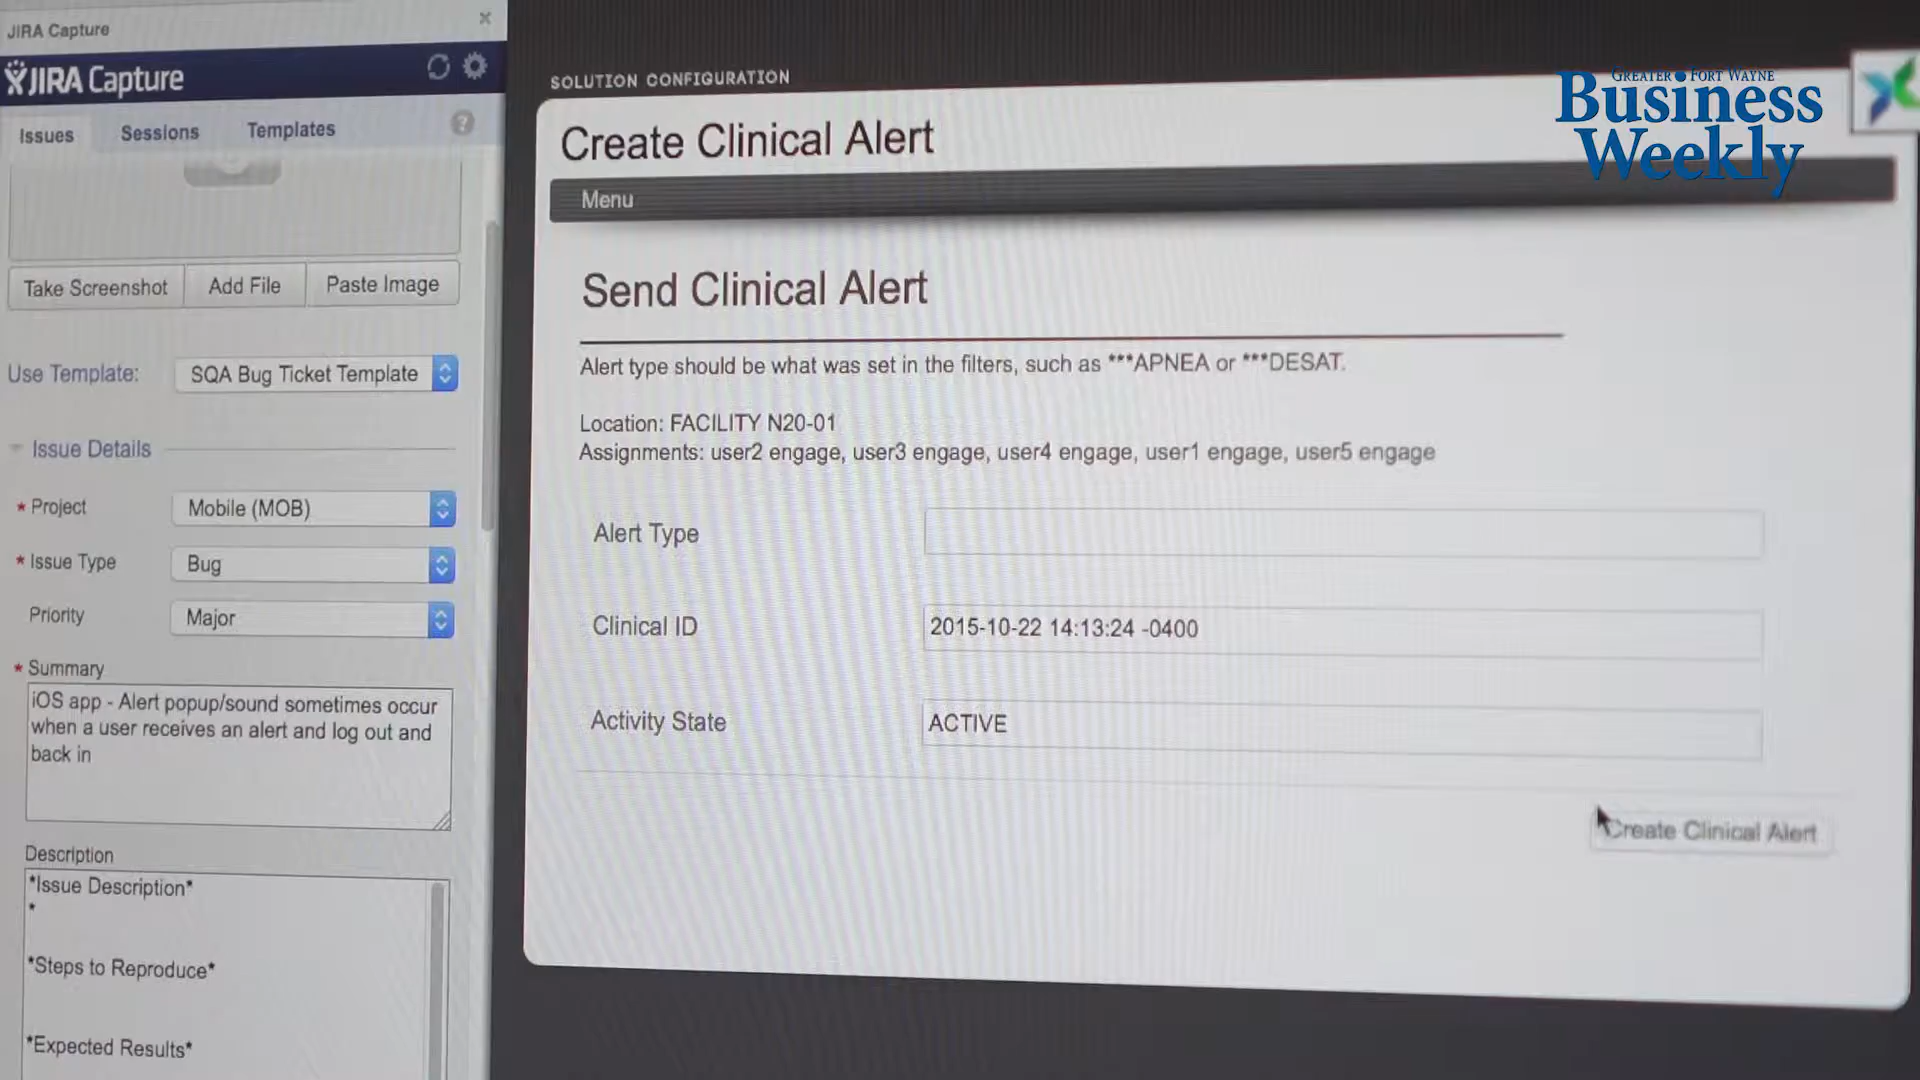 JIRA Capture
JIRA Capture
Issues
Sessions
Templates
?
Take Screenshot
Add File
Paste Image
Use Template:
SQA Bug Ticket Template
Issue Details
* Project
Mobile (MOB)
* Issue Type
Bug
Priority
Major
* Summary
iOS app - Alert popup/sound sometimes occur
when a user receives an alert and log out and
back in
Description
*Issue Description*
*
*Steps to Reproduce*
*Expected Results*
SOLUTION CONFIGURATION
Create Clinical Alert
Menu
Send Clinical Alert
Alert type should be what was set in the filters, such as ***APNEA or ***DESAT.
Location: FACILITY N20-01
Assignments: user2 engage, user3 engage, user4 engage, user1 engage, user5 engage
Alert Type
Clinical ID
2015-10-22 14:13:24 -0400
Activity State
ACTIVE
Create Clinical Alert
GREATER FORT WAYNE
Business
Weekly